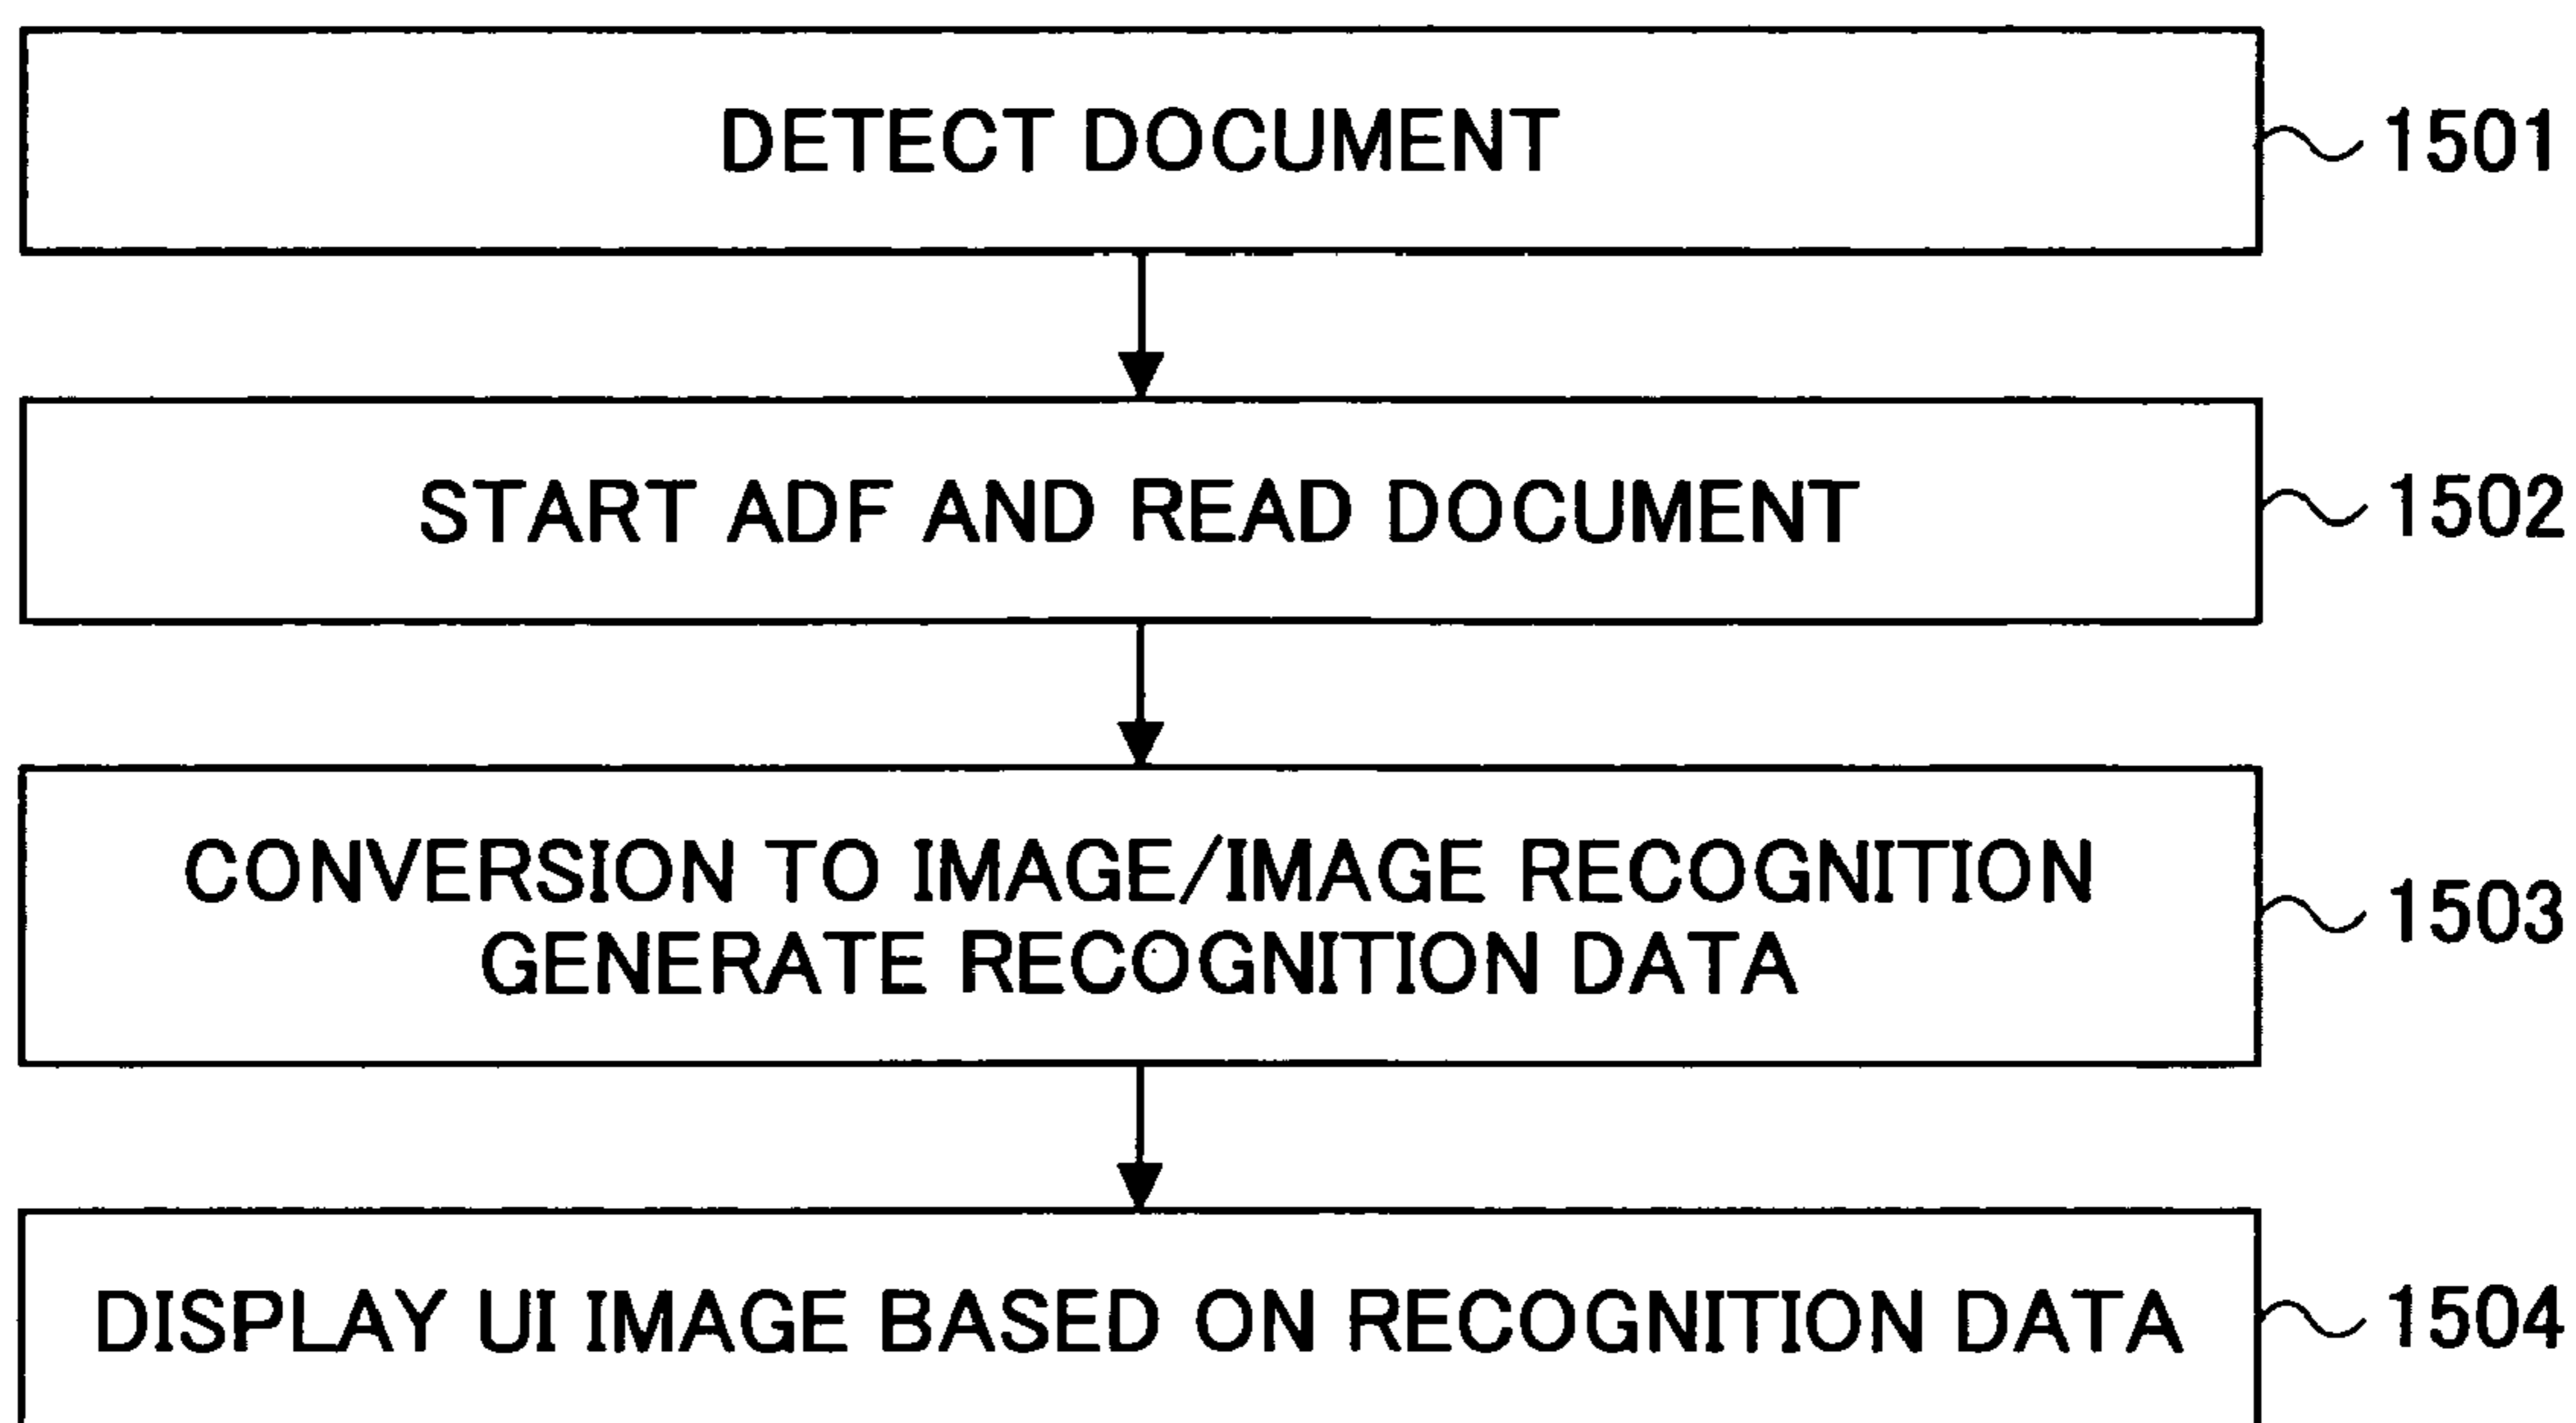 DETECT DOCUMENT
1501
START ADF AND READ DOCUMENT
1502
CONVERSION TO IMAGE/IMAGE RECOGNITION
GENERATE RECOGNITION DATA
1503
DISPLAY UI IMAGE BASED ON RECOGNITION DATA
1504